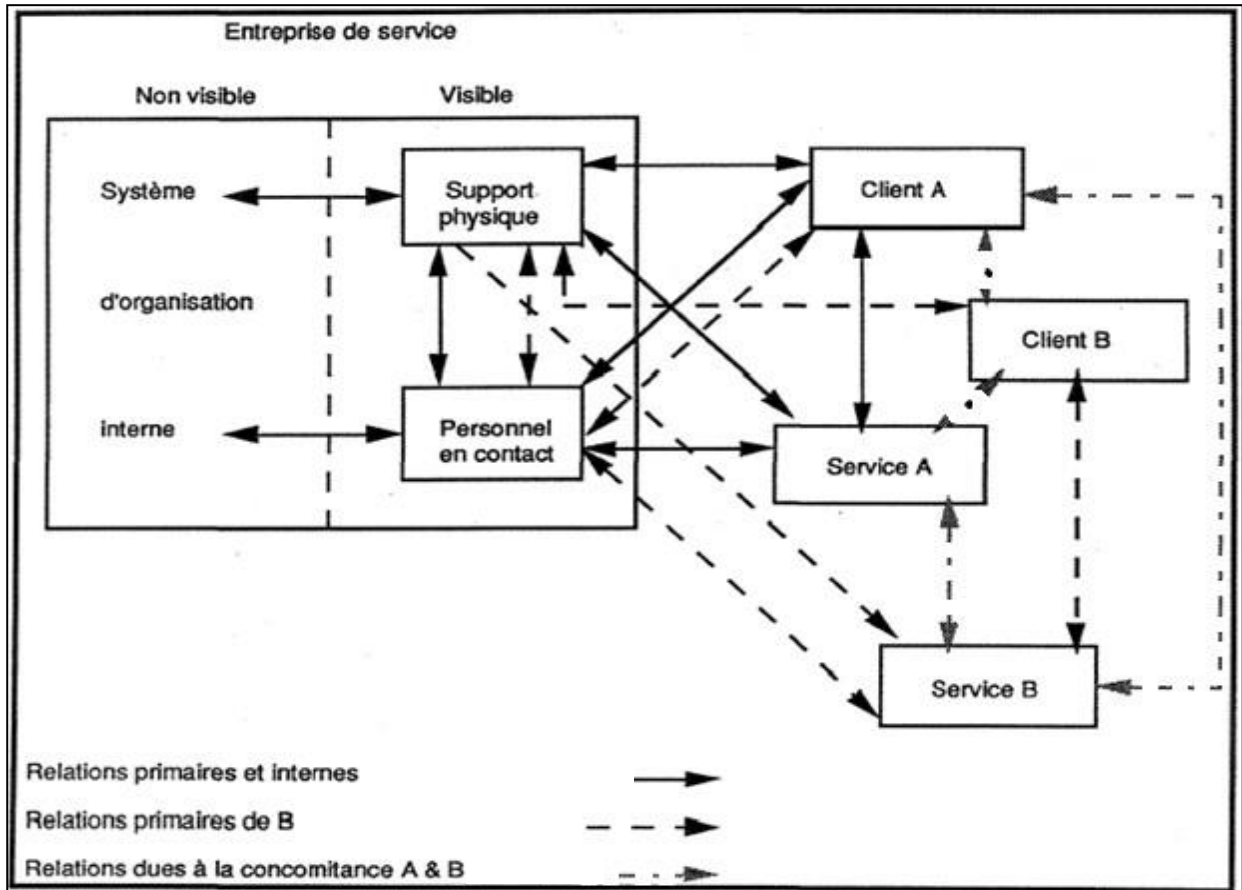 Entreprise de service
Non visible
Visible
Système
Support
physique
Client A
d'organisation
Client B
interne
Personnel
en contact
Service A
Service B
Relations primaires et internes
Relations primaires de B
Relations dues à la concomitance A & B